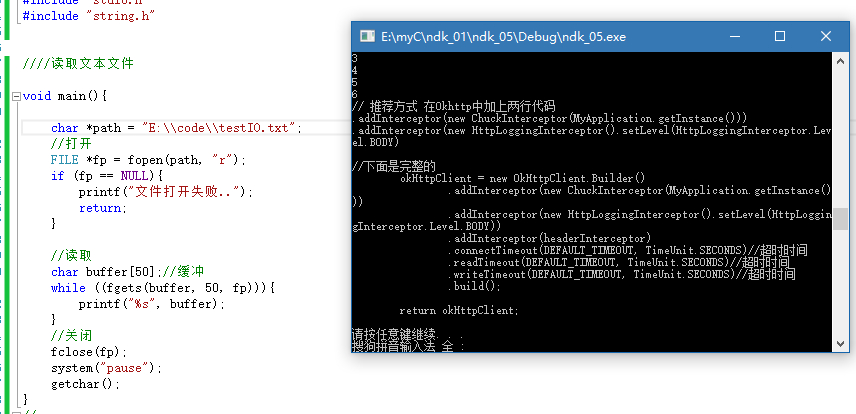 #include "stdio.h"
#include "string.h"
////读取文本文件
void main(){
char *path = "E:\\code\\testIO.txt";
//打开
FILE *fp = fopen(path, "r");
if (fp == NULL){
printf("文件打开失败..");
return;
}
//读取
char buffer[50];//缓冲
while ((fgets(buffer, 50, fp))){
printf("%s", buffer);
}
//关闭
fclose(fp);
system("pause");
getchar();
}
//
E:\myC\ndk_01\ndk_05\Debug\ndk_05.exe
3
4
5
6
// 推荐方式 在Okhttp中加上两行代码
.addInterceptor(new ChuckInterceptor(MyApplication.getInstance()))
.addInterceptor(new HttpLoggingInterceptor().setLevel(HttpLoggingInterceptor.Lev
el.BODY)
//下面是完整的
okHttpClient = new OkHttpClient.Builder()
.addInterceptor(new ChuckInterceptor(MyApplication.getInstance()
))
.addInterceptor(new HttpLoggingInterceptor().setLevel(HttpLoggin
gInterceptor.Level.BODY))
.addInterceptor(headerInterceptor)
.connectTimeout(DEFAULT_TIMEOUT, TimeUnit.SECONDS)//超时时间
.readTimeout(DEFAULT_TIMEOUT, TimeUnit.SECONDS)//超时时间
.writeTimeout(DEFAULT_TIMEOUT, TimeUnit.SECONDS)//超时时间
.build();
return okHttpClient;
请按任意键继续. . .
搜狗拼音输入法 全 :